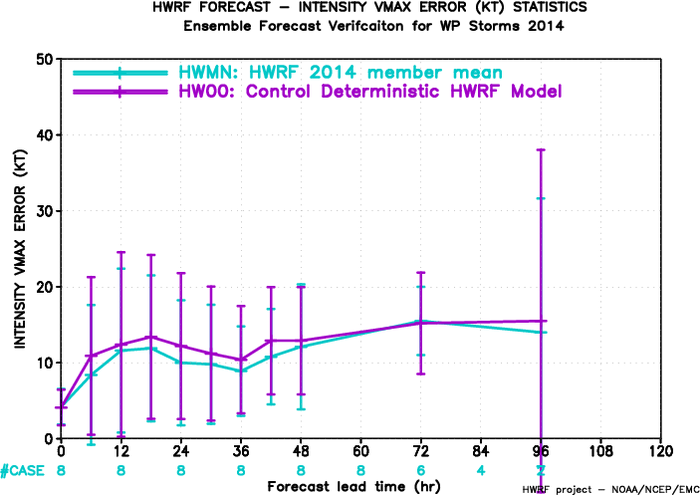 HWRF FORECAST – INTENSITY VMAX ERROR (KT) STATISTICS
Ensemble Forecast Verifcaiton for WP Storms 2014
HWMN: HWRF 2014 member mean
HW00: Control Deterministic HWRF Model
INTENSITY VMAX ERROR (KT)
50
40
30
20
10
0
0 12 24 36 48 60 72 84 96 108 120
#CASE 8 8 8 8 8 8 6 4 2
Forecast lead time (hr)
HWRF project – NOAA/NCEP/EMC